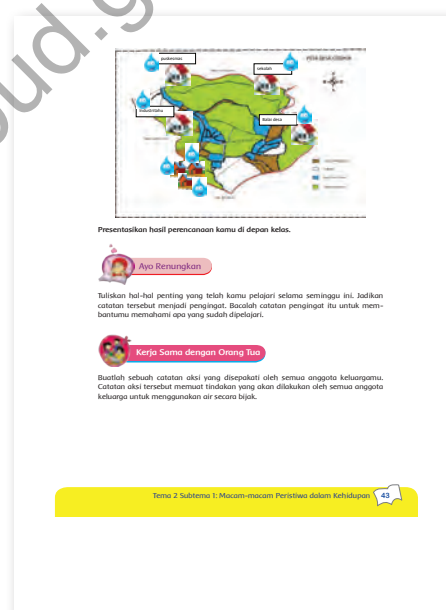 ud.g
puskesmas
sekolah
PETA DESA CIDOKOM
industri tahu
Balai desa
Presentasikan hasil perencanaan kamu di depan kelas.
Ayo Renungkan
Tuliskan hal-hal penting yang telah kamu pelajari selama seminggu ini. Jadikan
catatan tersebut menjadi pengingat. Bacalah catatan pengingat itu untuk mem-
bantumu memahami apa yang sudah dipelajari.
Kerja Sama dengan Orang Tua
Buatlah sebuah catatan aksi yang disepakati oleh semua anggota keluargamu.
Catatan aksi tersebut memuat tindakan yang akan dilakukan oleh semua anggota
keluarga untuk menggunakan air secara bijak.
Tema 2 Subtema 1: Macam-macam Peristiwa dalam Kehidupan
43